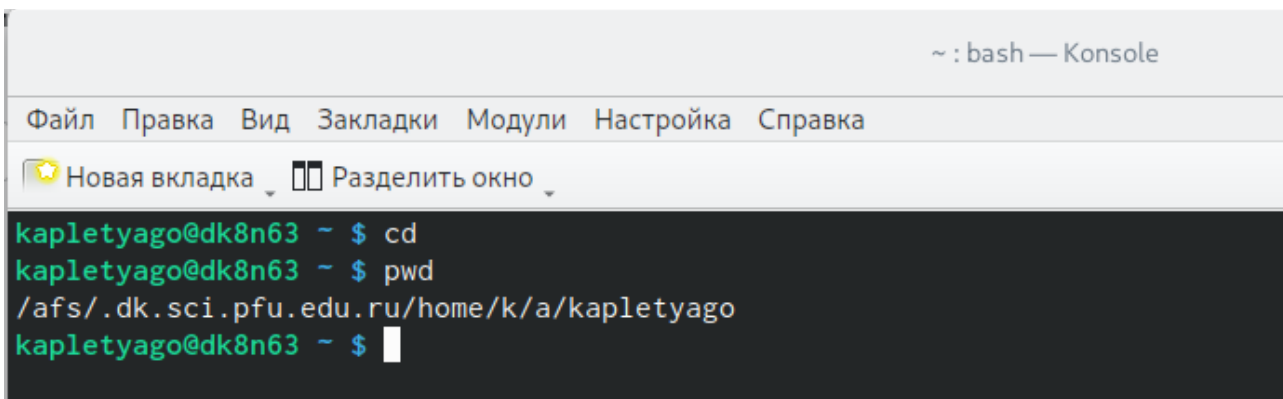 ~ : bash — Konsole
Файл Правка Вид Закладки Модули Настройка Справка
Новая вкладка Разделить окно
kapletyago@dk8n63 ~ $ cd
kapletyago@dk8n63 ~ $ pwd
/afs/.dk.sci.pfu.edu.ru/home/k/a/kapletyago
kapletyago@dk8n63 ~ $